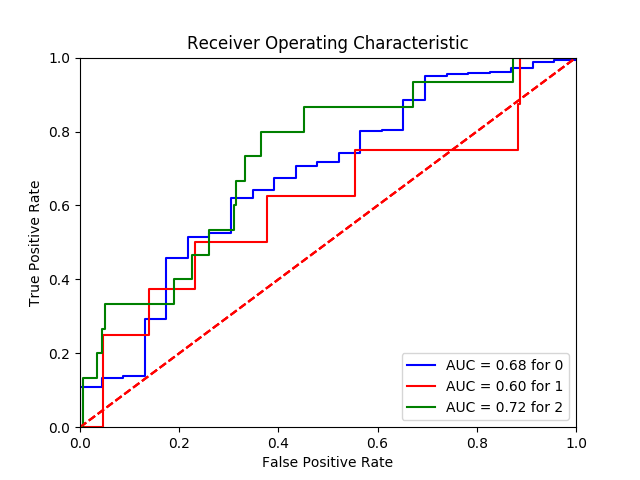 Receiver Operating Characteristic
1.0
0.8
0.6
0.4
0.2
0.0
True Positive Rate
AUC = 0.68 for 0
AUC = 0.60 for 1
AUC = 0.72 for 2
0.0 0.2 0.4 0.6 0.8 1.0
False Positive Rate